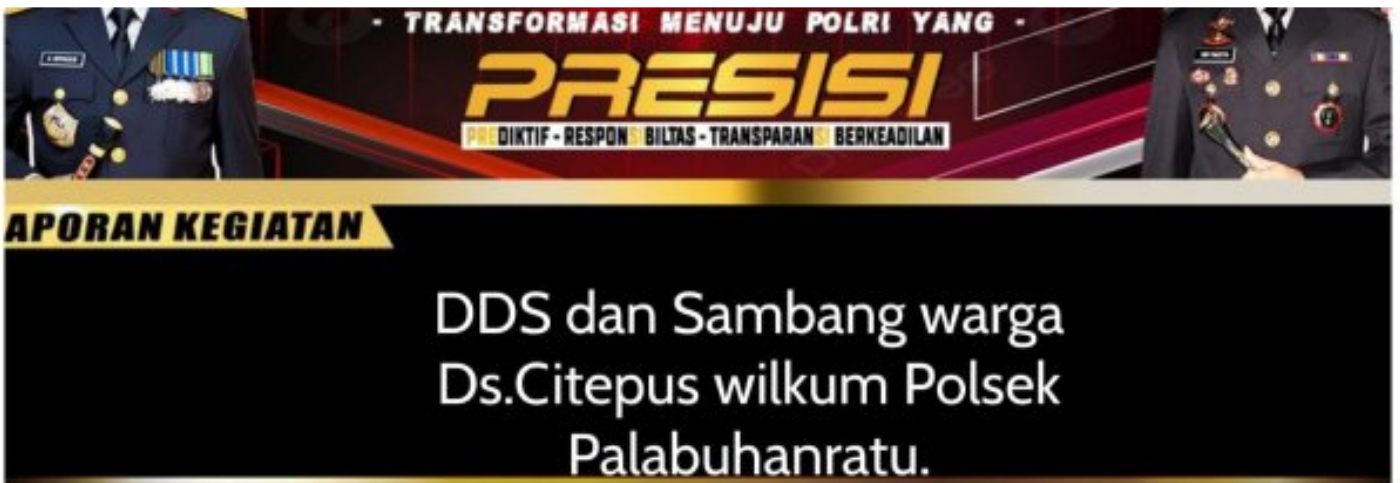 - TRANSFORMASI MENUJU POLRI YANG -
PRESISI
PREDIKTIF - RESPONSIBILTAS - TRANSPARANSI BERKEADILAN
APORAN KEGIATAN
DDS dan Sambang warga
Ds.Citepus wilkum Polsek
Palabuhanratu.